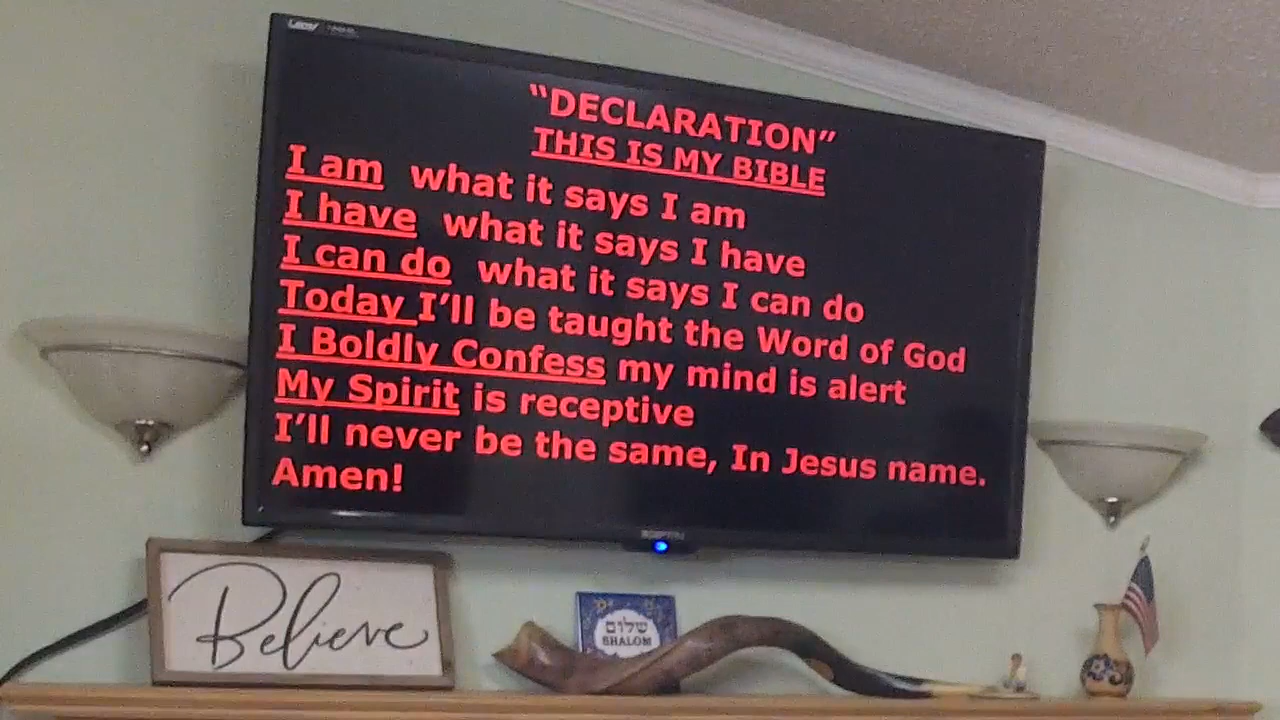 “DECLARATION”
THIS IS MY BIBLE
I am what it says I am
I have what it says I have
I can do what it says I can do
Today I’ll be taught the Word of God
I Boldly Confess my mind is alert
My Spirit is receptive
I’ll never be the same, In Jesus name.
Amen!
Believe
שלום
SHALOM